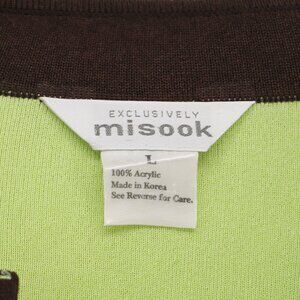 EXCLUSIVELY
misook
L
100% Acrylic
Made in Korea
See Reverse for Care.